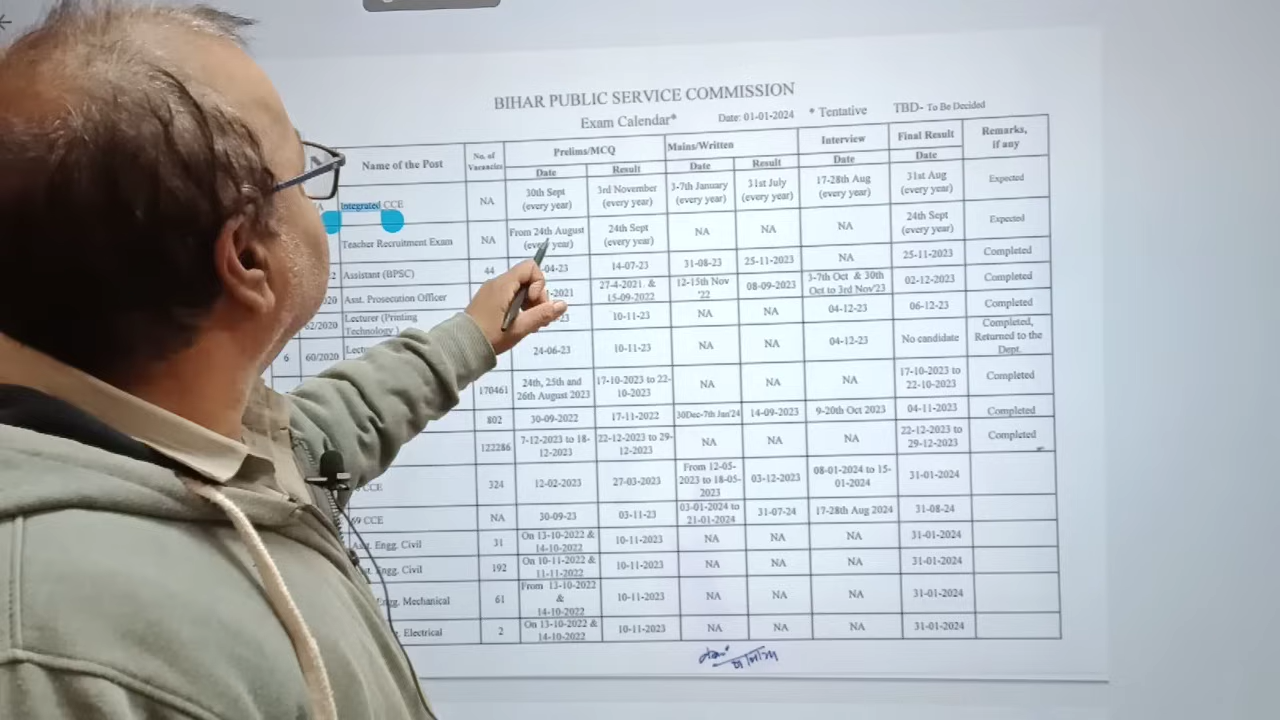 BIHAR PUBLIC SERVICE COMMISSION
Exam Calendar* Date: 01-01-2024 * Tentative TBD- To Be Decided
Name of the Post No. of Vacancies Prelims/MCQ Mains/Written Interview Final Result Remarks, if any
Date Result Date Result Date Date
Integrated CCE NA 30th Sept (every year) 3rd November (every year) 3-7th January (every year) 31st July (every year) 17-28th Aug (every year) 31st Aug (every year) Expected
Teacher Recruitment Exam NA From 24th August (every year) 24th Sept (every year) NA NA NA 24th Sept (every year) Expected
Assistant (BPSC) 44 -04-23 14-07-23 31-08-23 25-11-2023 NA 25-11-2023 Completed
Asst. Prosecution Officer -2021 27-4-2021. & 15-09-2022 12-15th Nov '22 08-09-2023 3-7th Oct & 30th Oct to 3rd Nov'23 02-12-2023 Completed
62/2020 Lecturer (Printing Technology ) 23 10-11-23 NA NA 04-12-23 06-12-23 Completed
6 60/2020 24-06-23 10-11-23 NA NA 04-12-23 No candidate Completed, Returned to the Dept.
170461 24th, 25th and 26th August 2023 17-10-2023 to 22-10-2023 NA NA NA 17-10-2023 to 22-10-2023 Completed
802 30-09-2022 17-11-2022 30Dec-7th Jan'24 14-09-2023 9-20th Oct 2023 04-11-2023 Completed
122286 7-12-2023 to 18-12-2023 22-12-2023 to 29-12-2023 NA NA NA 22-12-2023 to 29-12-2023 Completed
CCE 324 12-02-2023 27-03-2023 From 12-05-2023 to 18-05-2023 03-12-2023 08-01-2024 to 15-01-2024 31-01-2024
69 CCE NA 30-09-23 03-11-23 03-01-2024 to 21-01-2024 31-07-24 17-28th Aug 2024 31-08-24
Asst. Engg. Civil 31 On 13-10-2022 & 14-10-2022 10-11-2023 NA NA NA 31-01-2024
Engg. Civil 192 On 10-11-2022 & 11-11-2022 10-11-2023 NA NA NA 31-01-2024
Engg. Mechanical 61 From 13-10-2022 & 14-10-2022 10-11-2023 NA NA NA 31-01-2024
Electrical 2 On 13-10-2022 & 14-10-2022 10-11-2023 NA NA NA 31-01-2024